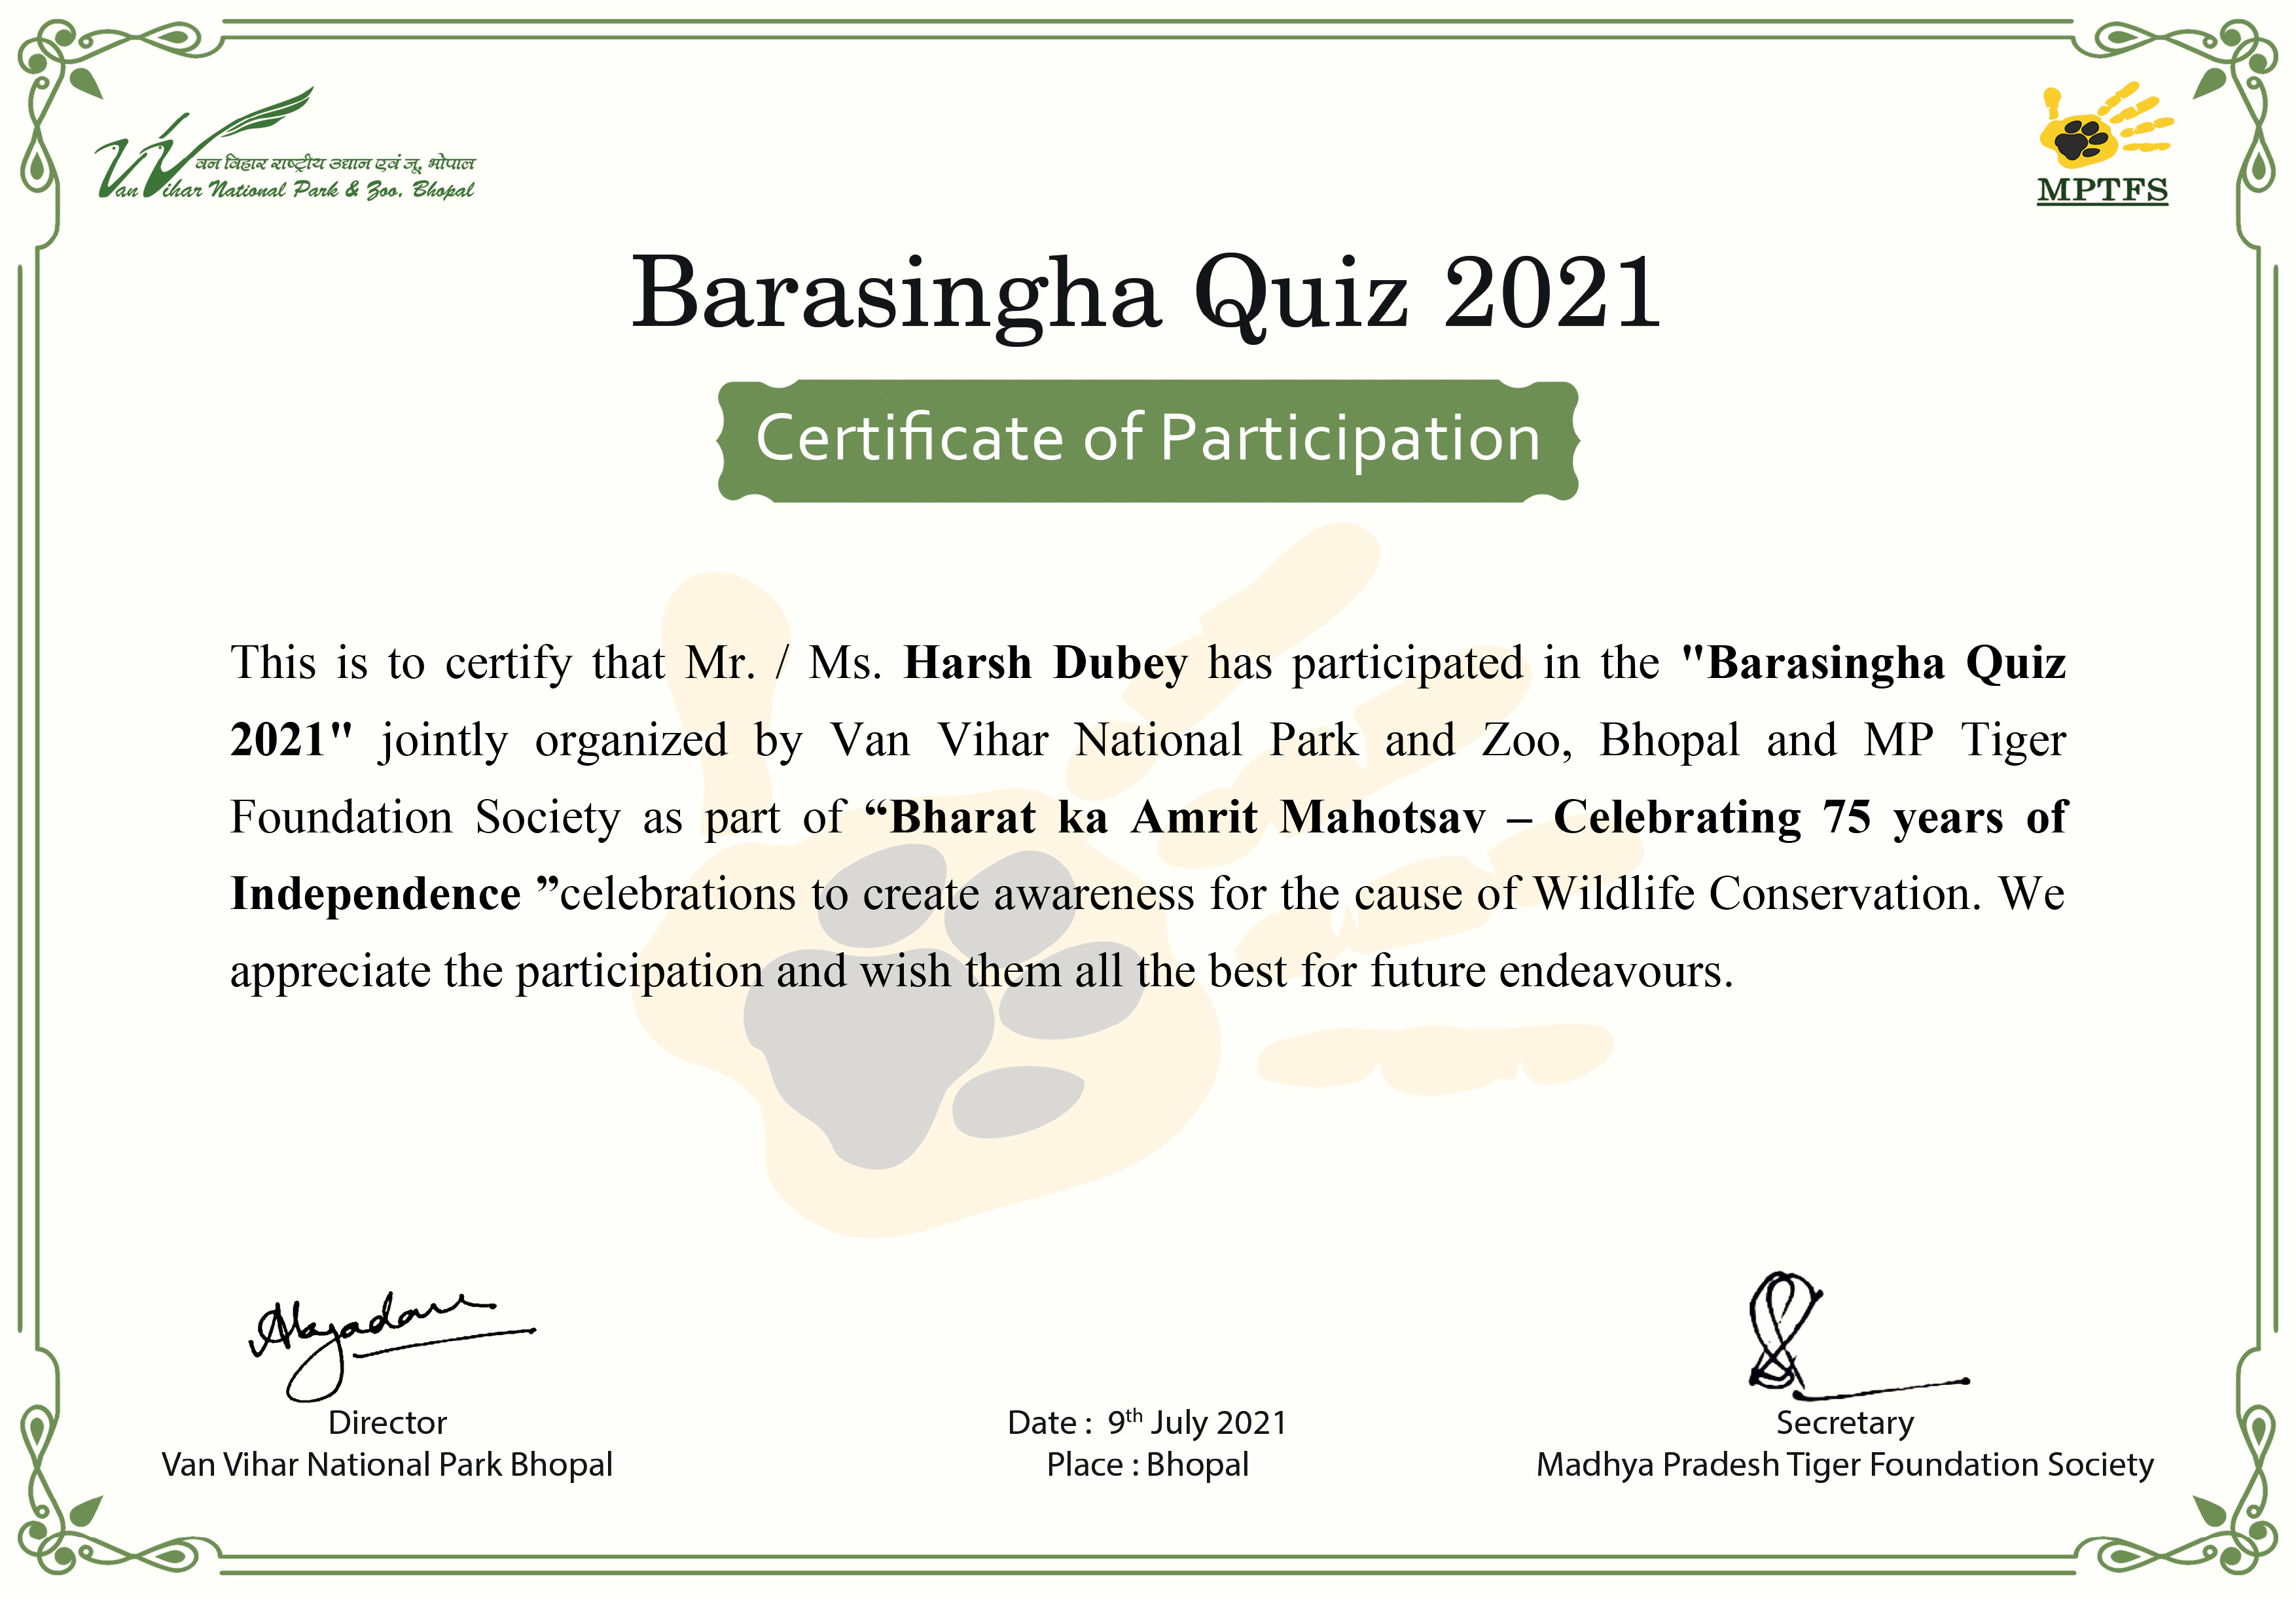 वन विहार राष्ट्रीय उद्यान एवं जू, भोपाल
Van Vihar National Park & Zoo, Bhopal
MPTFS
Barasingha Quiz 2021
Certificate of Participation
This is to certify that Mr. / Ms. Harsh Dubey has participated in the "Barasingha Quiz
2021" jointly organized by Van Vihar National Park and Zoo, Bhopal and MP Tiger
Foundation Society as part of “Bharat ka Amrit Mahotsav – Celebrating 75 years of
Independence ”celebrations to create awareness for the cause of Wildlife Conservation. We
appreciate the participation and wish them all the best for future endeavours.
Director
Van Vihar National Park Bhopal
Date : 9th July 2021
Place : Bhopal
Secretary
Madhya Pradesh Tiger Foundation Society